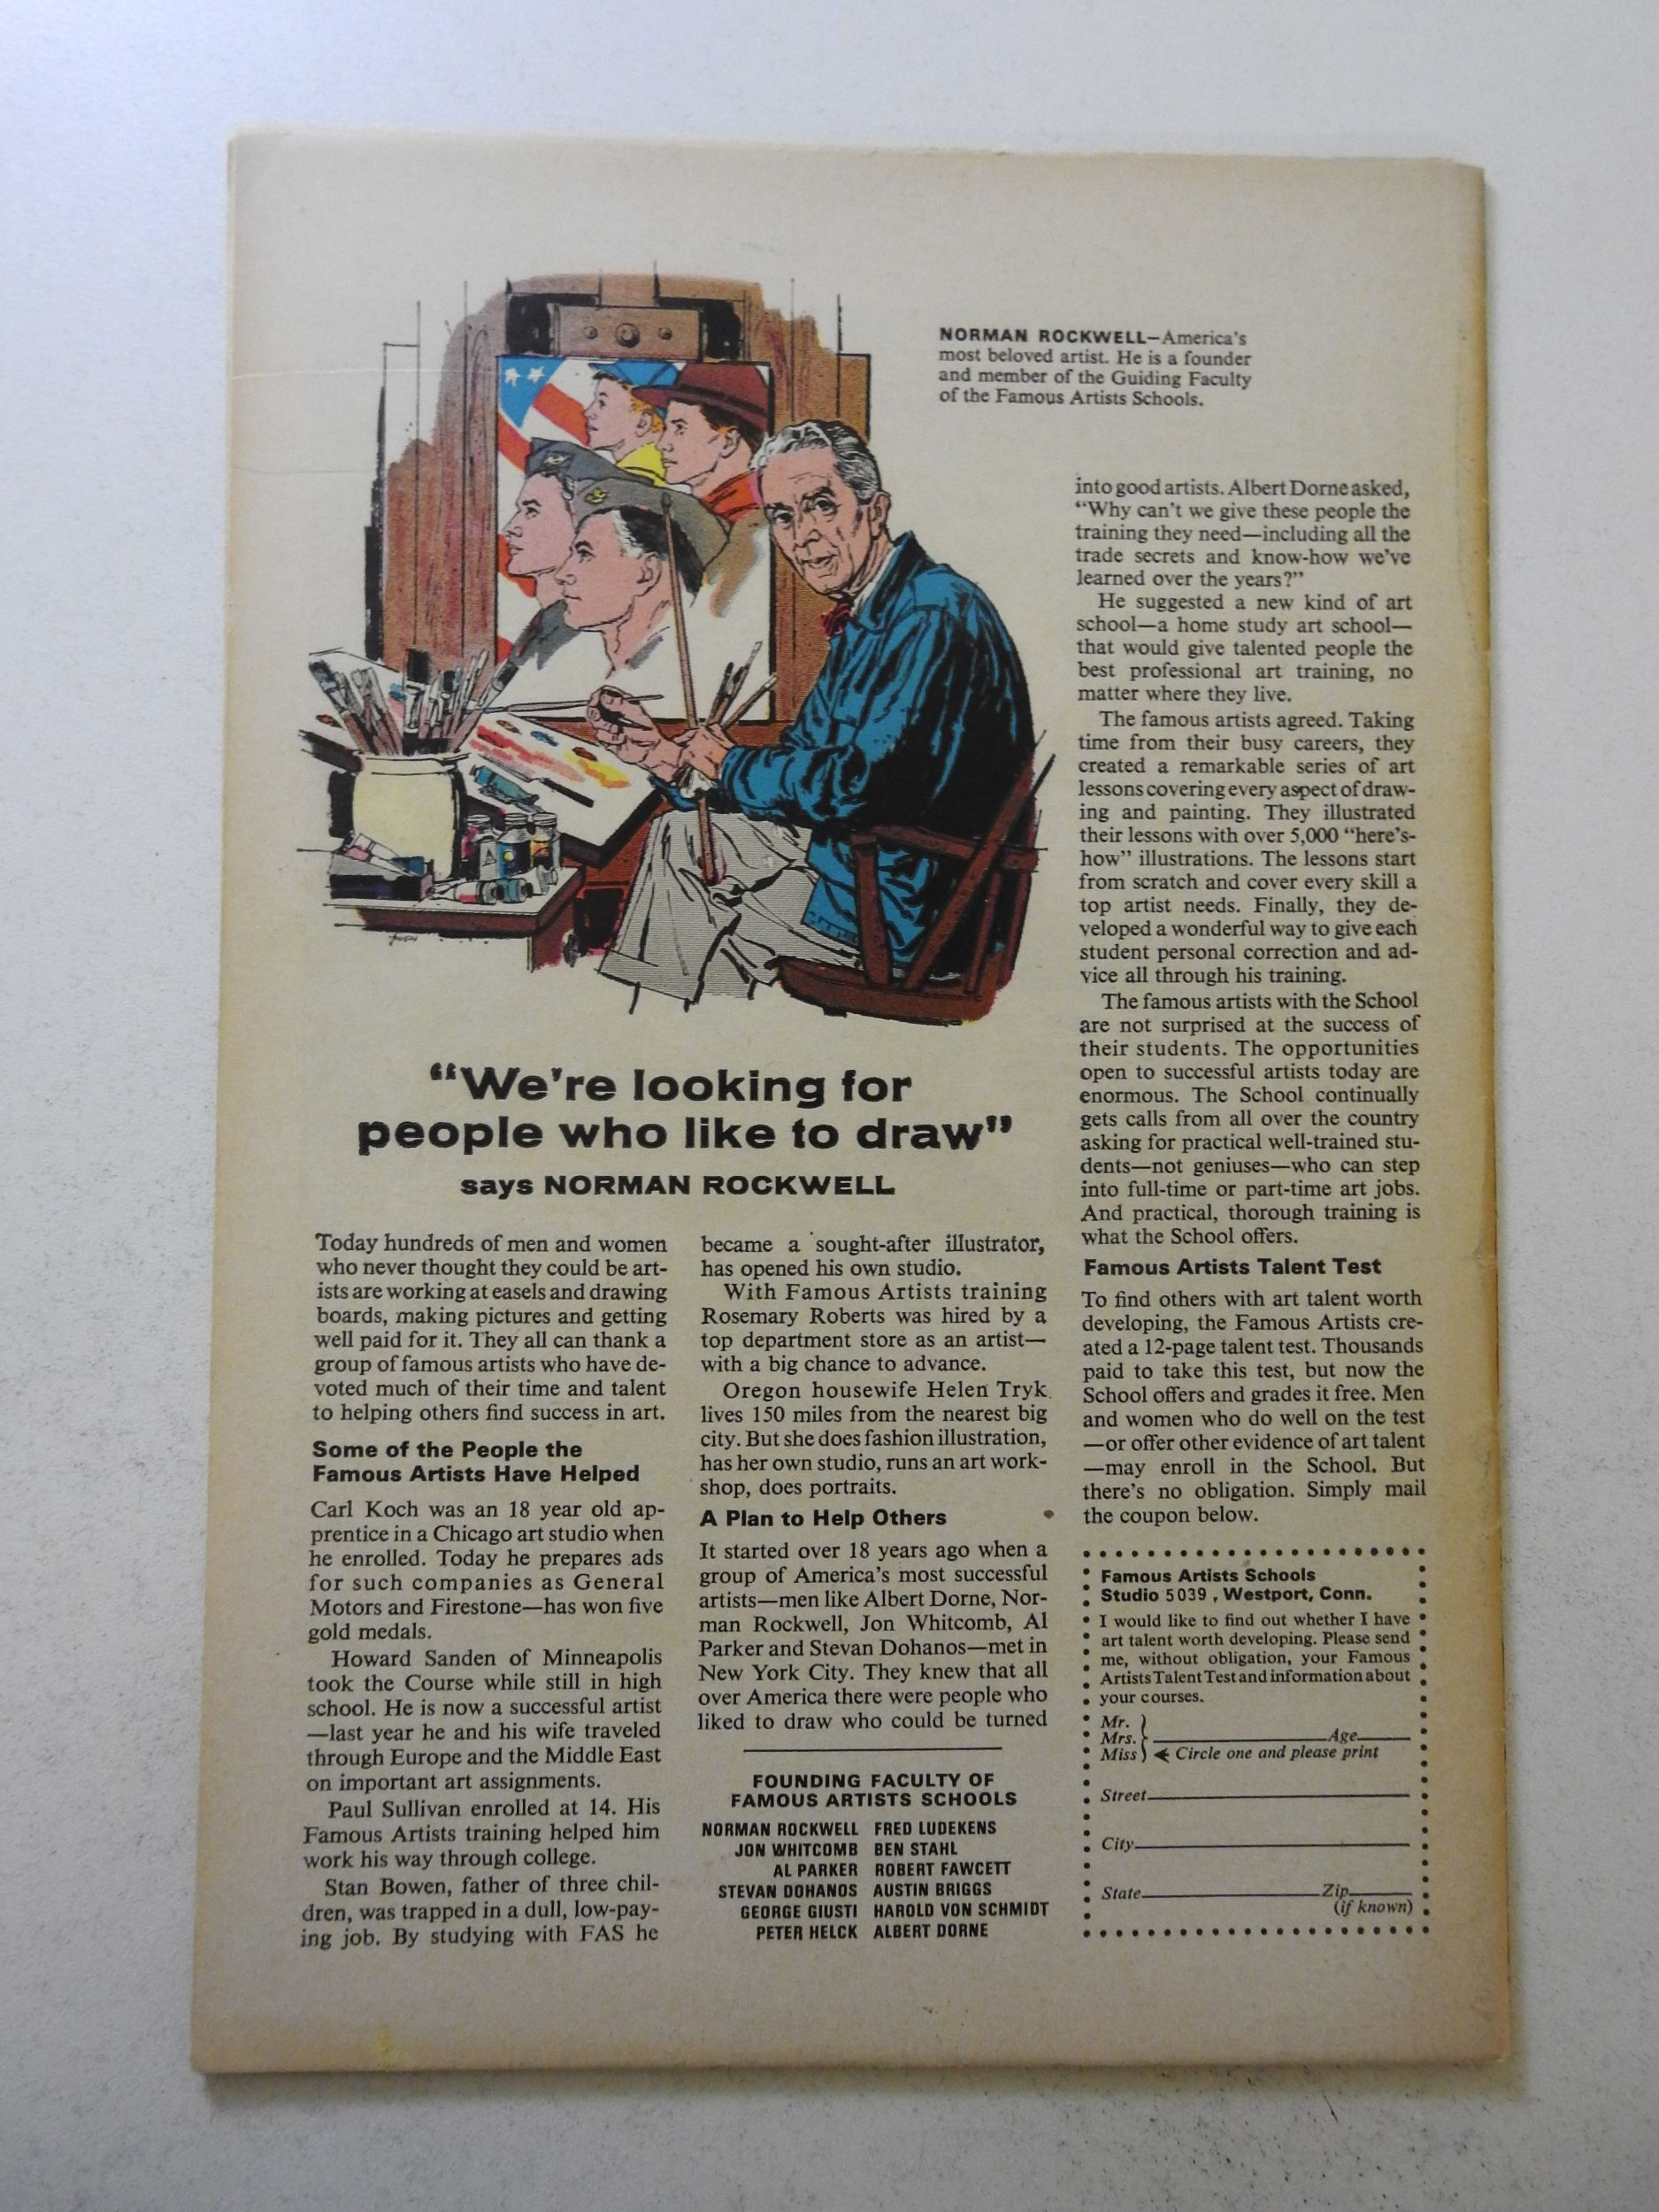 NORMAN ROCKWELL—America's
most beloved artist. He is a founder
and member of the Guiding Faculty
of the Famous Artists Schools.
"We're looking for
people who like to draw"
says NORMAN ROCKWELL
Today hundreds of men and women
who never thought they could be art-
ists are working at easels and drawing
boards, making pictures and getting
well paid for it. They all can thank a
group of famous artists who have de-
voted much of their time and talent
to helping others find success in art.
Some of the People the
Famous Artists Have Helped
Carl Koch was an 18 year old ap-
prentice in a Chicago art studio when
he enrolled. Today he prepares ads
for such companies as General
Motors and Firestone—has won five
gold medals.
Howard Sanden of Minneapolis
took the Course while still in high
school. He is now a successful artist
—last year he and his wife traveled
through Europe and the Middle East
on important art assignments.
Paul Sullivan enrolled at 14. His
Famous Artists training helped him
work his way through college.
Stan Bowen, father of three chil-
dren, was trapped in a dull, low-pay-
ing job. By studying with FAS he
became a sought-after illustrator,
has opened his own studio.
With Famous Artists training
Rosemary Roberts was hired by a
top department store as an artist—
with a big chance to advance.
Oregon housewife Helen Tryk
lives 150 miles from the nearest big
city. But she does fashion illustration,
has her own studio, runs an art work-
shop, does portraits.
A Plan to Help Others
It started over 18 years ago when a
group of America's most successful
artists—men like Albert Dorne, Nor-
man Rockwell, Jon Whitcomb, Al
Parker and Stevan Dohanos—met in
New York City. They knew that all
over America there were people who
liked to draw who could be turned
into good artists. Albert Dorne asked,
"Why can't we give these people the
training they need—including all the
trade secrets and know-how we've
learned over the years?"
He suggested a new kind of art
school—a home study art school—
that would give talented people the
best professional art training, no
matter where they live.
The famous artists agreed. Taking
time from their busy careers, they
created a remarkable series of art
lessons covering every aspect of draw-
ing and painting. They illustrated
their lessons with over 5,000 "here's-
how" illustrations. The lessons start
from scratch and cover every skill a
top artist needs. Finally, they de-
veloped a wonderful way to give each
student personal correction and ad-
vice all through his training.
The famous artists with the School
are not surprised at the success of
their students. The opportunities
open to successful artists today are
enormous. The School continually
gets calls from all over the country
asking for practical well-trained stu-
dents—not geniuses—who can step
into full-time or part-time art jobs.
And practical, thorough training is
what the School offers.
Famous Artists Talent Test
To find others with art talent worth
developing, the Famous Artists cre-
ated a 12-page talent test. Thousands
paid to take this test, but now the
School offers and grades it free. Men
and women who do well on the test
—or offer other evidence of art talent
—may enroll in the School. But
there's no obligation. Simply mail
the coupon below.
FOUNDING FACULTY OF
FAMOUS ARTISTS SCHOOLS
NORMAN ROCKWELL FRED LUDEKENS
JON WHITCOMB BEN STAHL
AL PARKER ROBERT FAWCETT
STEVAN DOHANOS AUSTIN BRIGGS
GEORGE GIUSTI HAROLD VON SCHMIDT
PETER HELCK ALBERT DORNE
Famous Artists Schools
Studio 5039 , Westport, Conn.
I would like to find out whether I have
art talent worth developing. Please send
me, without obligation, your Famous
Artists Talent Test and information about
your courses.
Mr.
Mrs. Age
Miss Circle one and please print
Street
City
State Zip
(if known)